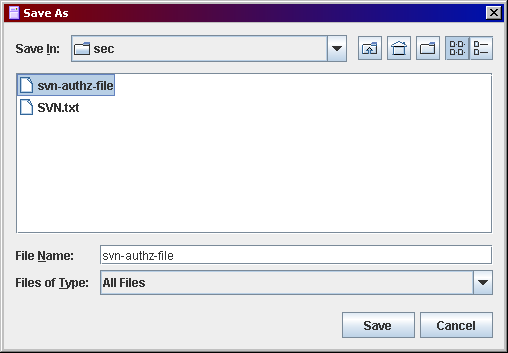 Save As
Save In: sec
svn-authz-file
SVN.txt
File Name: svn-authz-file
Files of Type: All Files
Save Cancel